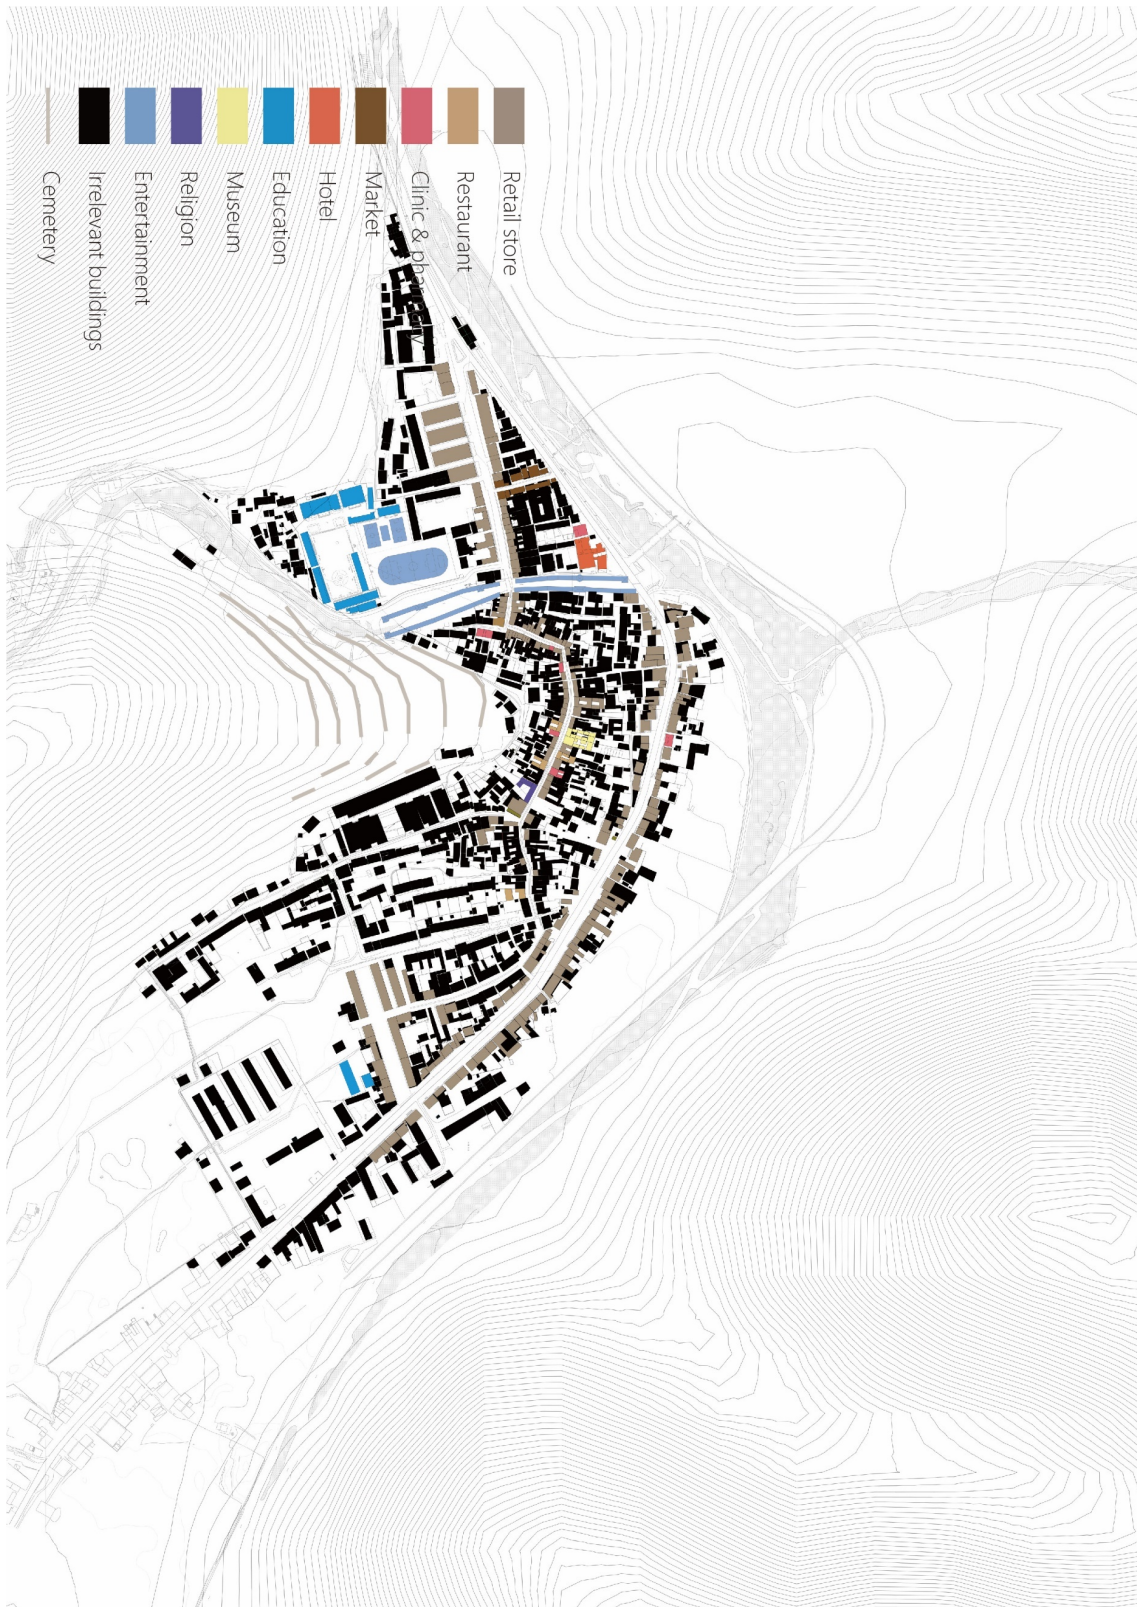 Retail store
Restaurant
Clinic & pharmacy
Market
Hotel
Education
Museum
Religion
Entertainment
Irrelevant buildings
Cemetery